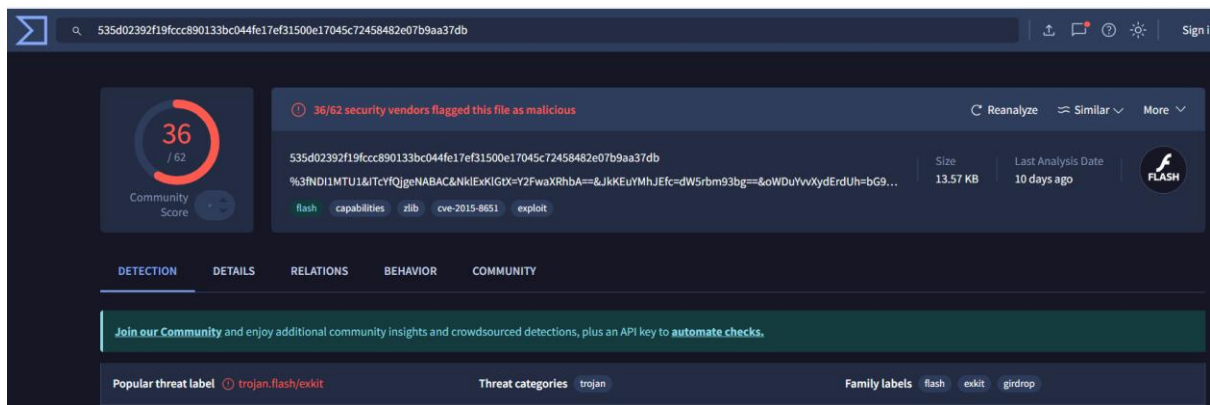 535d02392f19fccc890133bc044fe17ef31500e17045c72458482e07b9aa37db
Sign i
36
/ 62
Community
Score
36/62 security vendors flagged this file as malicious
Reanalyze
Similar
More
535d02392f19fccc890133bc044fe17ef31500e17045c72458482e07b9aa37db
%3fNDI1MTU1&ITcYfQjgeNABAC&NklExKlGtX=Y2FwaXRhbA==&JkKEuYMhJEfc=dW5rbm93bg==&oWDuYvvXydErdUh=bG9...
flash capabilities zlib cve-2015-8651 exploit
Size
13.57 KB
Last Analysis Date
10 days ago
FLASH
DETECTION DETAILS RELATIONS BEHAVIOR COMMUNITY
Join our Community and enjoy additional community insights and crowdsourced detections, plus an API key to automate checks.
Popular threat label trojan.flash/exkit Threat categories trojan Family labels flash exkit girdrop